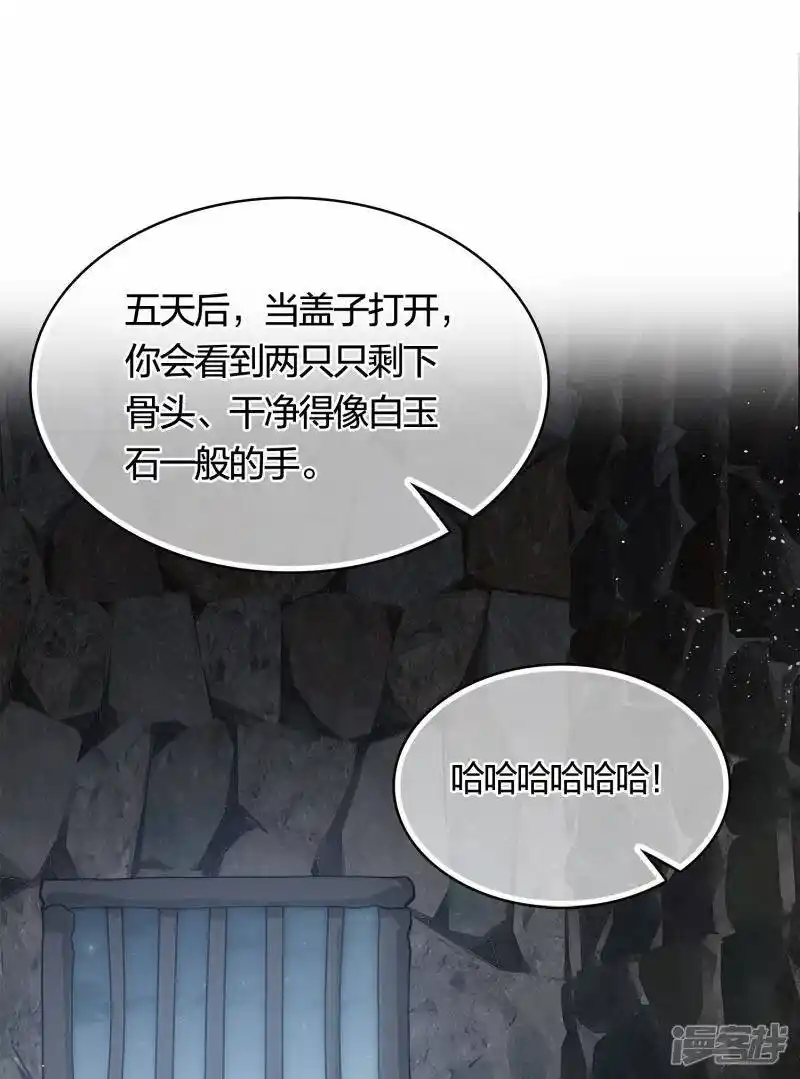 五天后，当盖子打开，
你会看到两只只剩下
骨头、干净得像白玉
石一般的手。
哈哈哈哈哈哈！
漫客栈